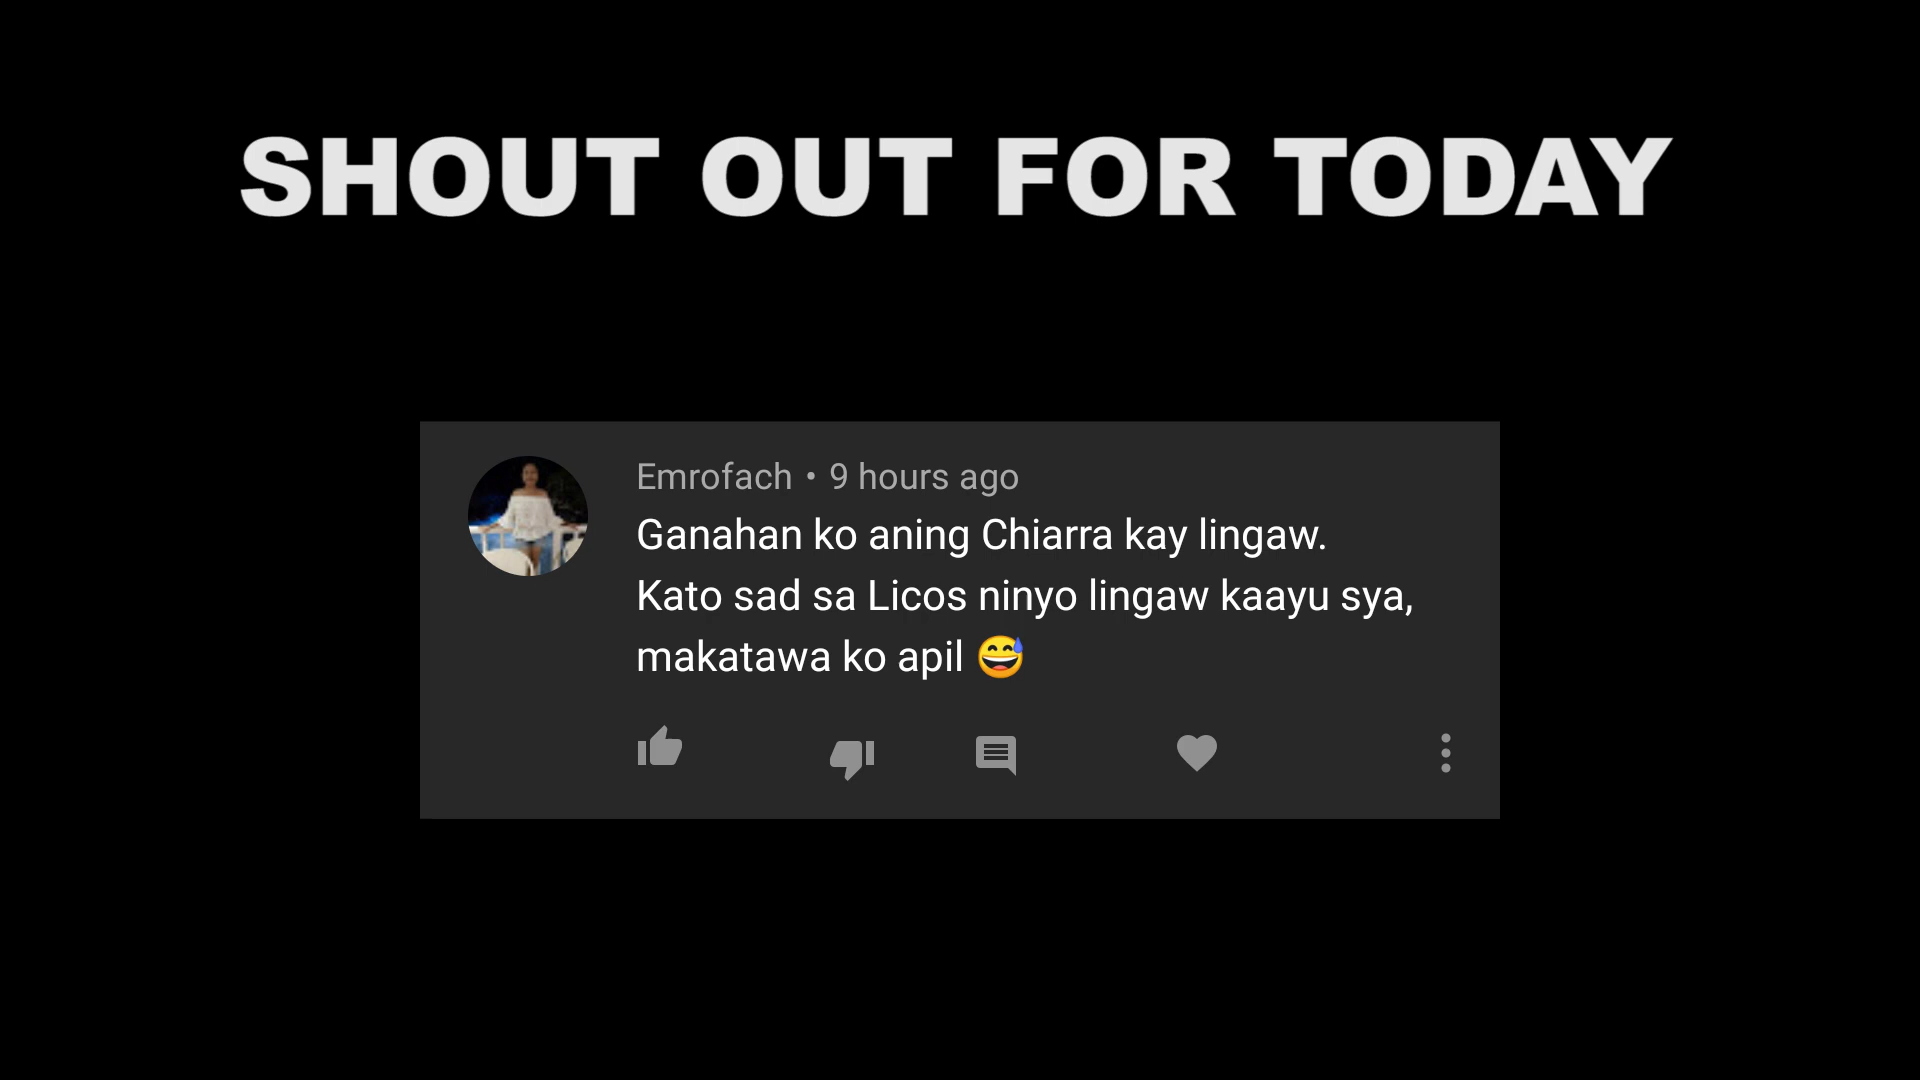 SHOUT OUT FOR TODAY
Emrofach • 9 hours ago
Ganahan ko aning Chiarra kay lingaw.
Kato sad sa Licos ninyo lingaw kaayu sya,
makatawa ko apil 😅